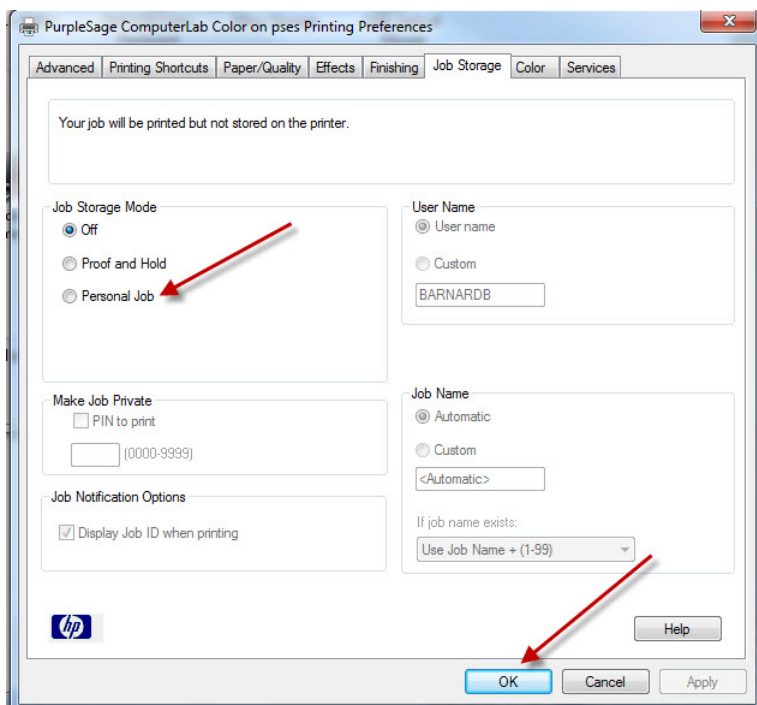 PurpleSage ComputerLab Color on pses Printing Preferences
Advanced Printing Shortcuts Paper/Quality Effects Finishing Job Storage Color Services
Your job will be printed but not stored on the printer.
Job Storage Mode
Off
Proof and Hold
Personal Job
User Name
User name
Custom
BARNARDB
Make Job Private
PIN to print
(0000-9999)
Job Notification Options
Display Job ID when printing
Job Name
Automatic
Custom
<Automatic>
If job name exists:
Use Job Name + (1-99)
hp
Help
OK Cancel Apply